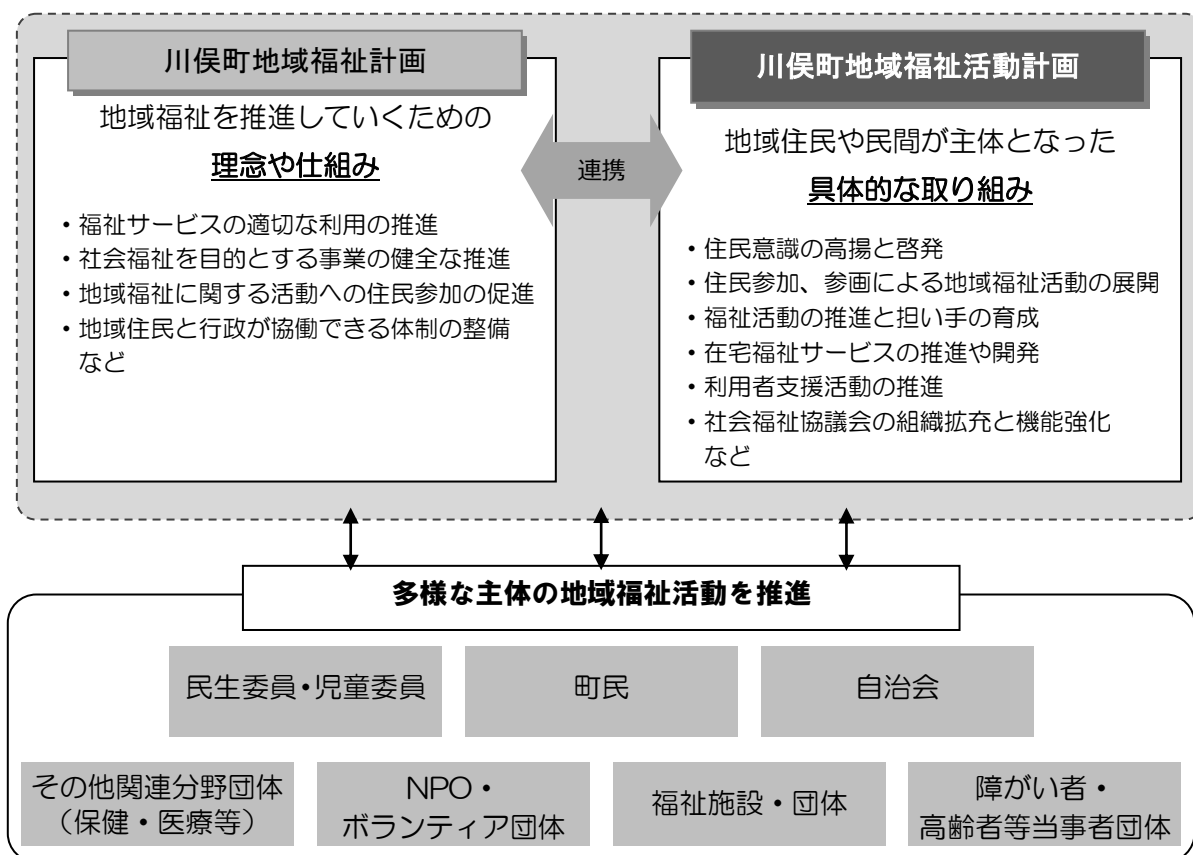 川俣町地域福祉計画
地域福祉を推進していくための
理念や仕組み
・福祉サービスの適切な利用の推進
・社会福祉を目的とする事業の健全な推進
・地域福祉に関する活動への住民参加の促進
・地域住民と行政が協働できる体制の整備
など
連携
川俣町地域福祉活動計画
地域住民や民間が主体となった
具体的な取り組み
・住民意識の高揚と啓発
・住民参加、参画による地域福祉活動の展開
・福祉活動の推進と担い手の育成
・在宅福祉サービスの推進や開発
・利用者支援活動の推進
・社会福祉協議会の組織拡充と機能強化
など
多様な主体の地域福祉活動を推進
民生委員・児童委員
町民
自治会
その他関連分野団体
（保健・医療等）
NPO・
ボランティア団体
福祉施設・団体
障がい者・
高齢者等当事者団体